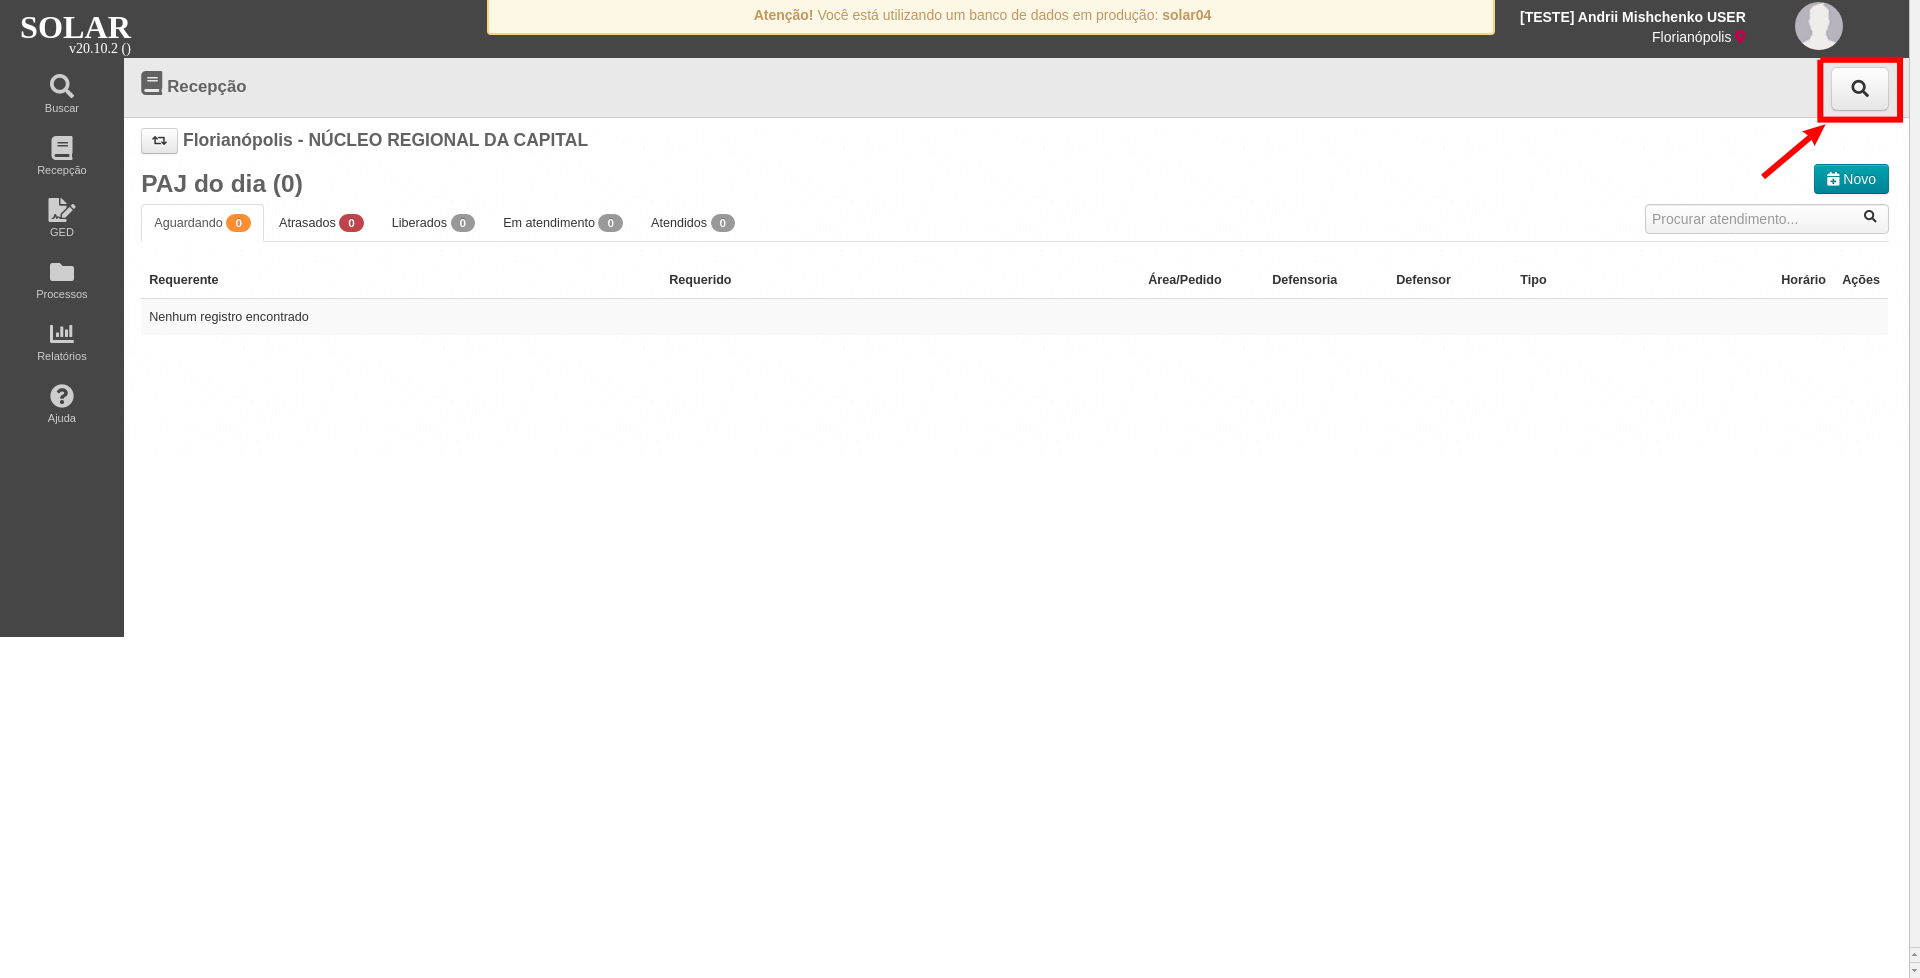 SOLAR
v20.10.2 ()
Atenção! Você está utilizando um banco de dados em produção: solar04
[TESTE] Andrii Mishchenko USER
Florianópolis
Buscar
Recepção
GED
Processos
Relatórios
Ajuda
Recepção
Florianópolis - NÚCLEO REGIONAL DA CAPITAL
PAJ do dia (0)
Novo
Aguardando 0 Atrasados 0 Liberados 0 Em atendimento 0 Atendidos 0
Procurar atendimento...
Requerente Requerido Área/Pedido Defensoria Defensor Tipo Horário Ações
Nenhum registro encontrado